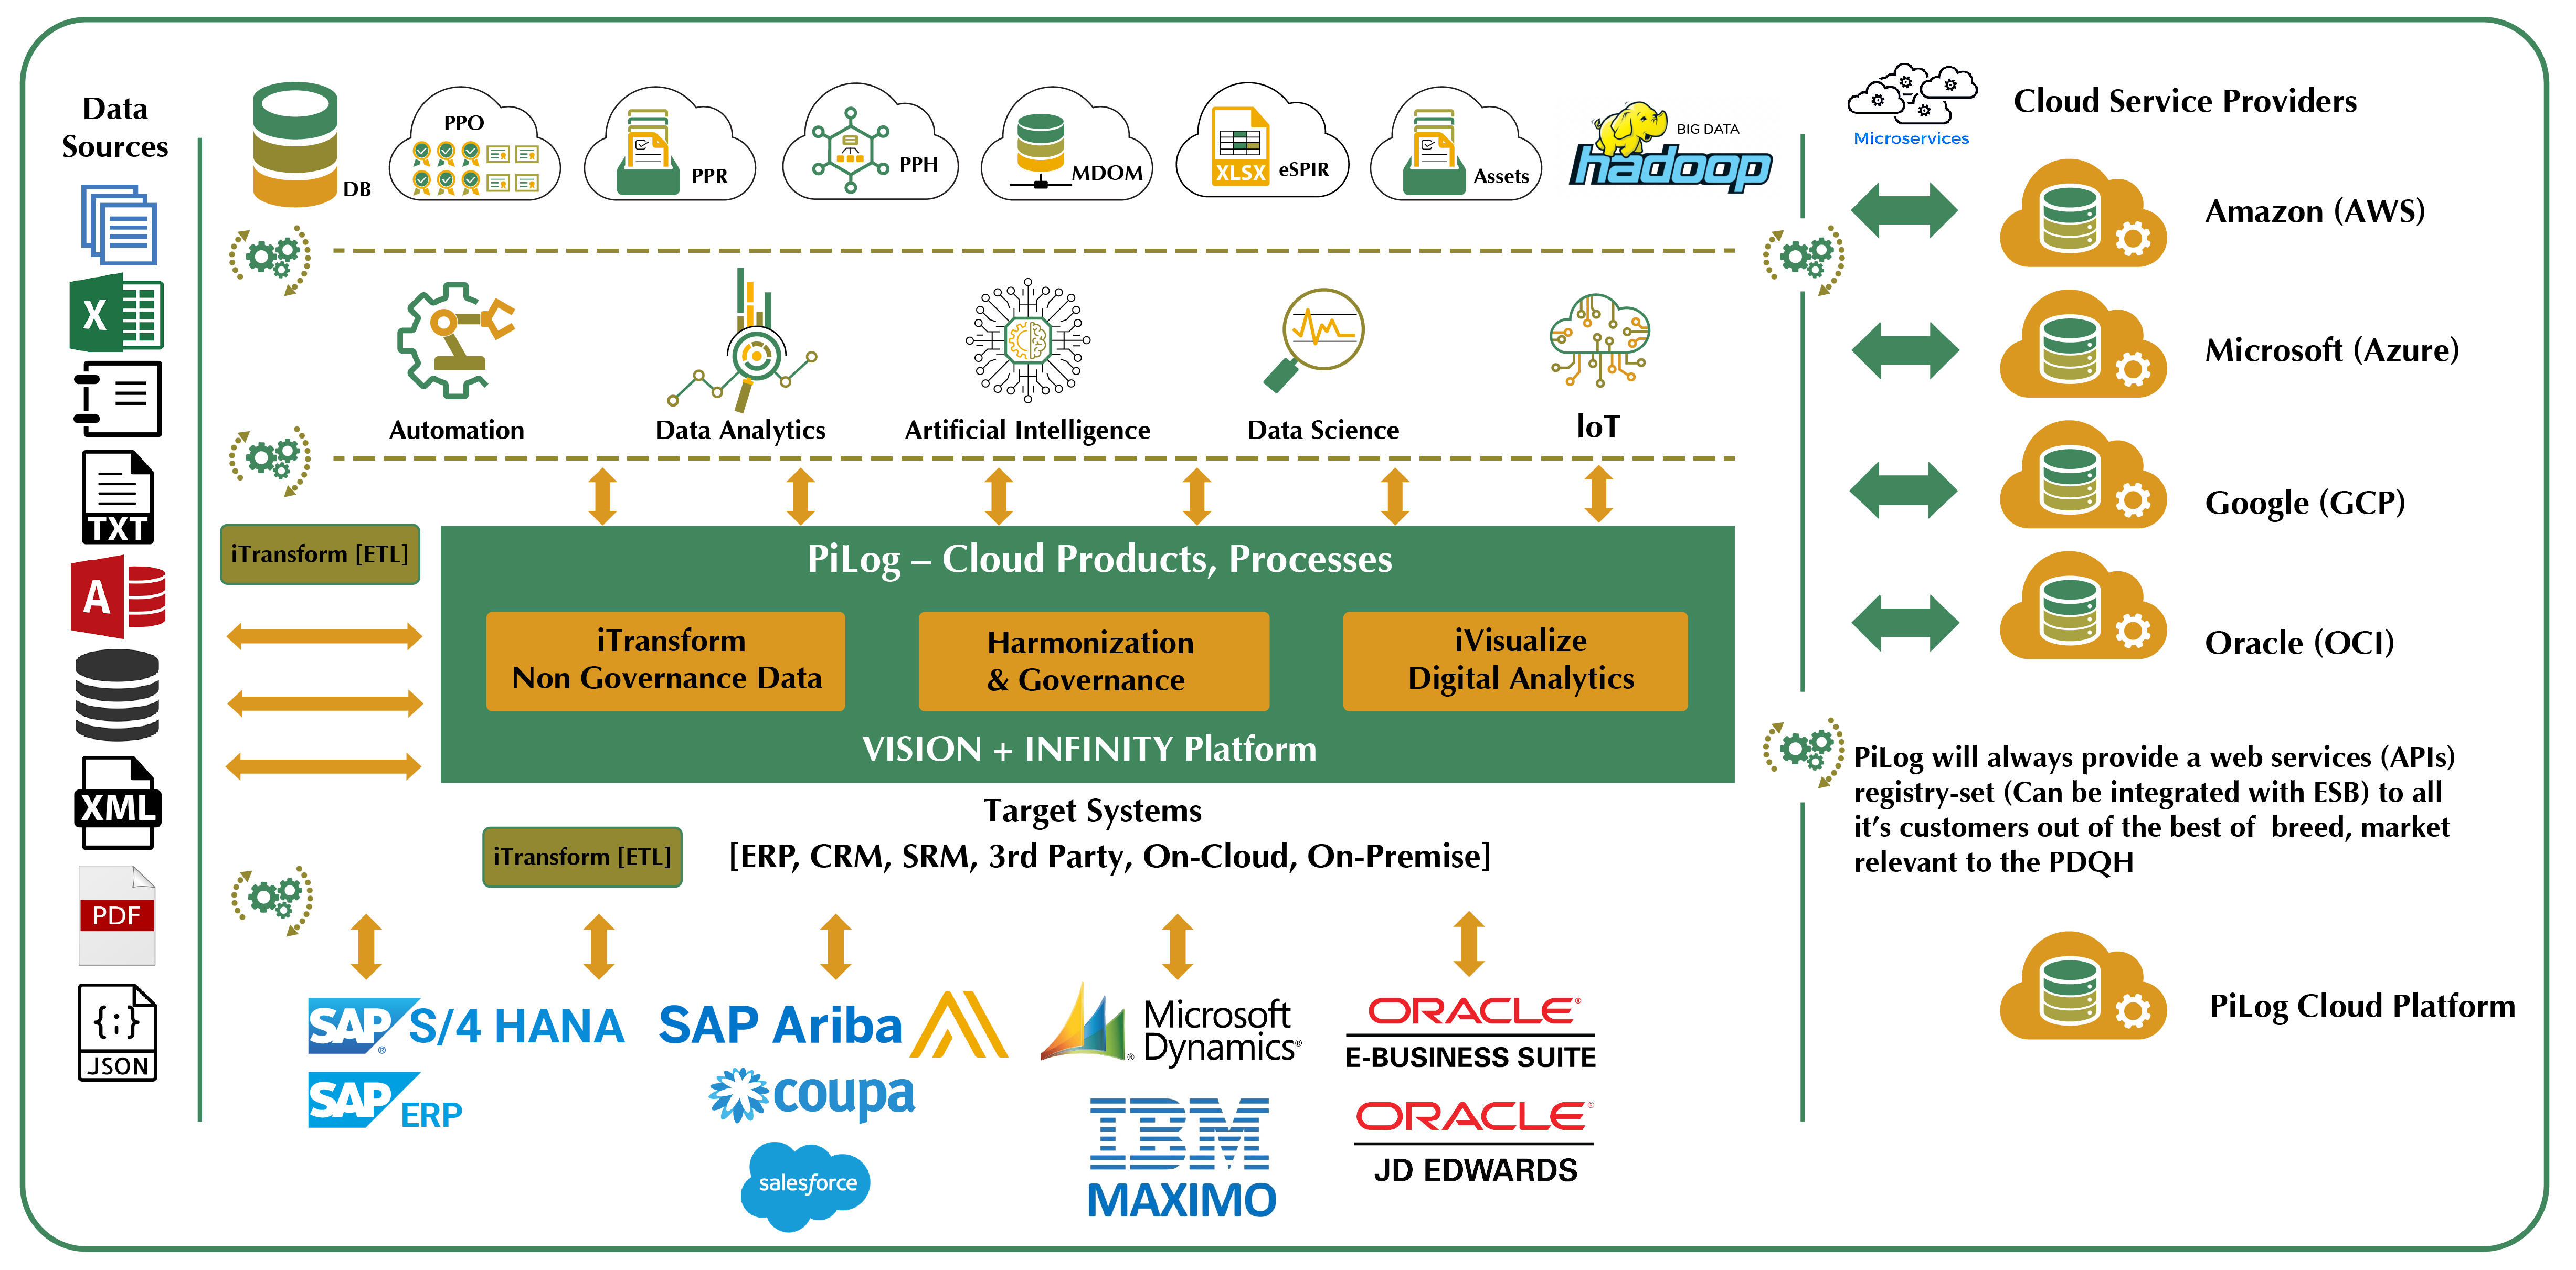 Data
Sources
X
TXT
A
XML
PDF
{;}
JSON
DB
PPO
PPR
PPH
MDOM
XLSX
eSPIR
Assets
BIG DATA
hadoop
Automation
Data Analytics
Artificial Intelligence
Data Science
IoT
iTransform [ETL]
PiLog – Cloud Products, Processes
iTransform
Non Governance Data
Harmonization
& Governance
iVisualize
Digital Analytics
VISION + INFINITY Platform
Target Systems
iTransform [ETL]
[ERP, CRM, SRM, 3rd Party, On-Cloud, On-Premise]
SAP® S/4 HANA
SAP ERP
SAP Ariba
coupa
salesforce
Microsoft
Dynamics®
IBM
MAXIMO
ORACLE®
E-BUSINESS SUITE
ORACLE®
JD EDWARDS
Microservices
Cloud Service Providers
Amazon (AWS)
Microsoft (Azure)
Google (GCP)
Oracle (OCI)
PiLog will always provide a web services (APIs)
registry-set (Can be integrated with ESB) to all
it’s customers out of the best of breed, market
relevant to the PDQH
PiLog Cloud Platform